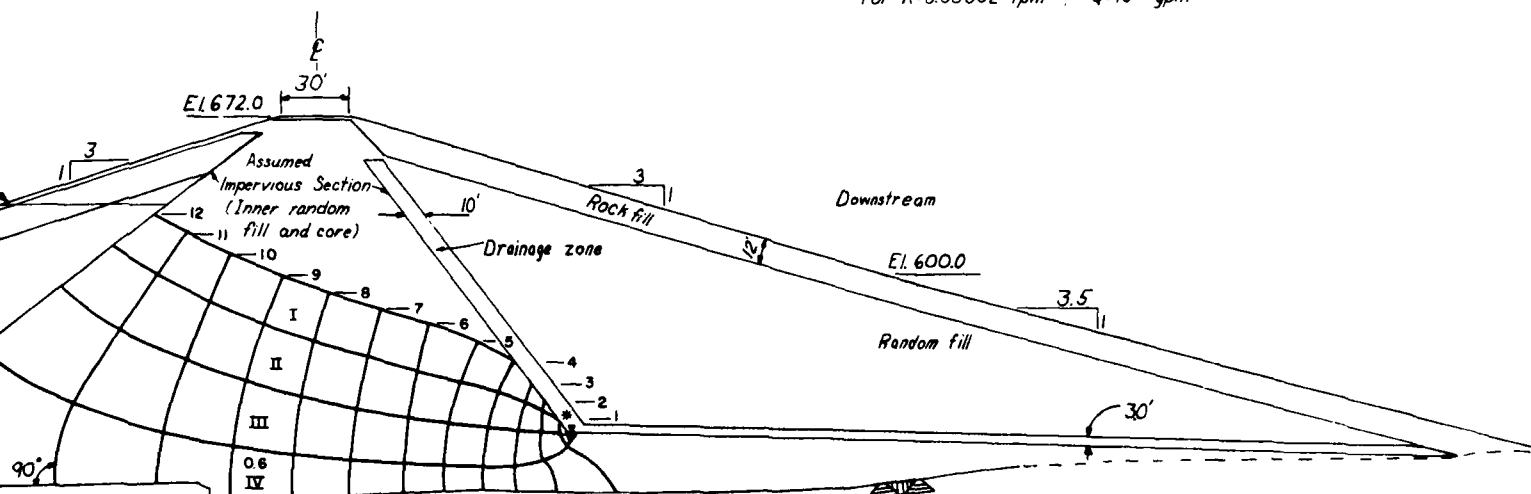 ℄
30'
El. 672.0
3
1
Assumed
Impervious Section
(Inner random
fill and core)
10'
Drainage zone
3
1
Rock fill
12'
Downstream
El. 600.0
3.5
1
Random fill
12
11
10
9
8
7
6
5
4
3
2
1
*
I
II
III
0.6
IV
90°
30'